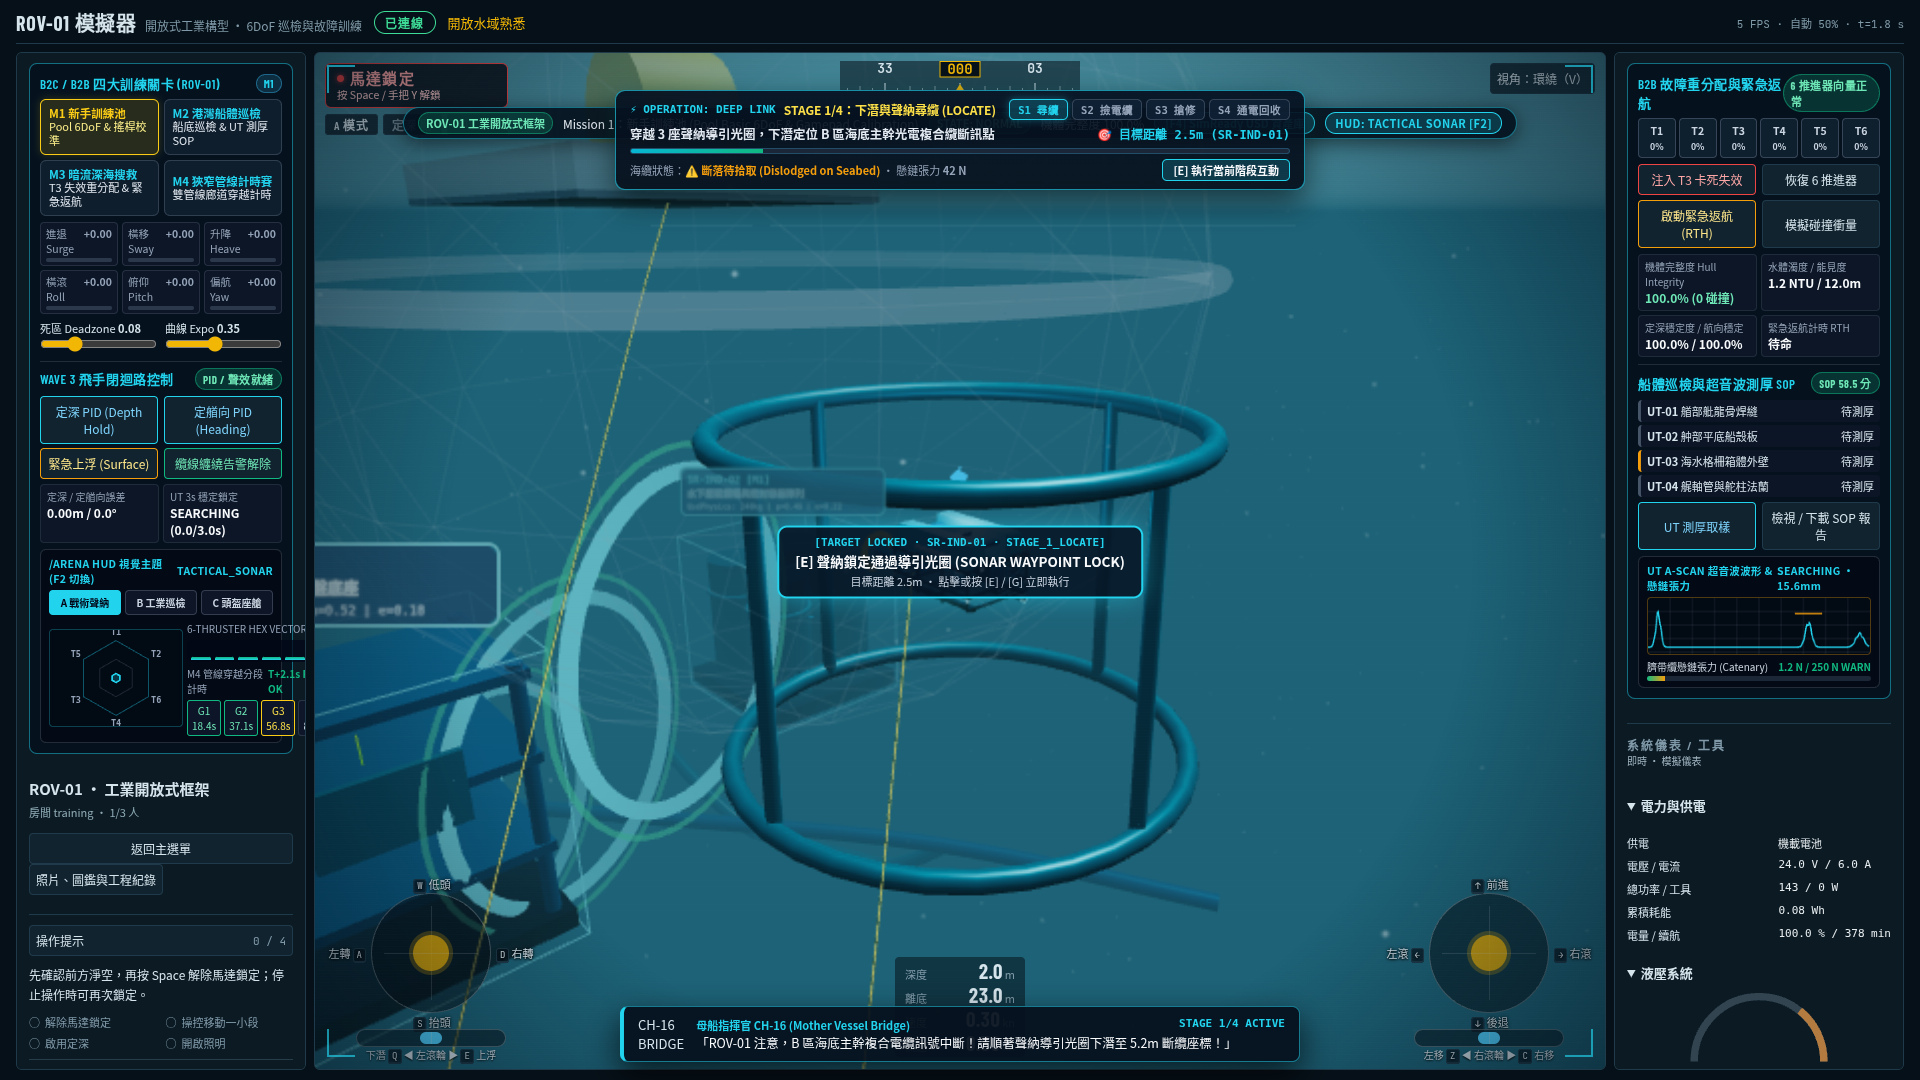 ROV-01 模擬器 開放式工業構型 · 6DoF 巡檢與故障訓練 已連線 開放水域熟悉
5 FPS · 自動 50% · t=1.8 s
B2C / B2B 四大訓練關卡 (ROV-01) M1
M1 新手訓練池
Pool 6DoF & 搖桿校
準
M2 港灣船體巡檢
船底巡檢 & UT 測厚
SOP
M3 暗流深海搜救
T3 失效重分配 & 緊
急返航
M4 狹窄管線計時賽
雙管線廊道穿越計時
進退 +0.00
Surge
橫移 +0.00
Sway
升降 +0.00
Heave
橫滾 +0.00
Roll
俯仰 +0.00
Pitch
偏航 +0.00
Yaw
死區 Deadzone 0.08
曲線 Expo 0.35
WAVE 3 飛手閉迴路控制 PID / 聲效就緒
定深 PID (Depth
Hold)
定艏向 PID
(Heading)
緊急上浮 (Surface)
纜線纏繞告警解除
定深 / 定艏向誤差
0.00m / 0.0°
UT 3s 穩定鎖定
SEARCHING
(0.0/3.0s)
/ARENA HUD 視覺主題
(F2 切換)
TACTICAL_SONAR
A 戰術聲納
B 工業巡檢
C 頭盔座艙
T1
T5
T2
T3
T6
T4
6-THRUSTER HEX VECTOR
M4 管線穿越分段
計時
T+2.1s
OK
G1
18.4s
G2
37.1s
G3
56.8s
ROV-01 · 工業開放式框架
房間 training · 1/3 人
返回主選單
照片、圖鑑與工程紀錄
操作提示 0 / 4
先確認前方淨空，再按 Space 解除馬達鎖定；停
止操作時可再次鎖定。
解除馬達鎖定
操控移動一小段
啟用定深
開啟照明
馬達鎖定
按 Space / 手把 Y 解鎖
33 000 03
視角：環繞（V）
A 模式 定
ROV-01 工業開放式框架 Mission 1
HUD: TACTICAL SONAR [F2]
⚡ OPERATION: DEEP LINK STAGE 1/4：下潛與聲納尋纜 (LOCATE) S1 尋纜 S2 撿電纜 S3 搶修 S4 通電回收
穿越 3 座聲納導引光圈，下潛定位 B 區海底主幹光電複合纜斷訊點 🎯 目標距離 2.5m (SR-IND-01)
海纜狀態：⚠️ 斷落待拾取 (Dislodged on Seabed) · 懸鏈張力 42 N [E] 執行當前階段互動
SR-IND-02 [M1]
盤底座
=0.52 | e=0.18
[TARGET LOCKED · SR-IND-01 · STAGE_1_LOCATE]
[E] 聲納鎖定通過導引光圈 (SONAR WAYPOINT LOCK)
目標距離 2.5m · 點擊或按 [E] / [G] 立即執行
W 低頭
左轉 A
D 右轉
S 抬頭
下潛 Q ◀ 左滾輪 ▶ E 上浮
深度 2.0 m
離底 23.0 m
0.30
↑ 前進
左滾 ←
→ 右滾
↓ 後退
左移 Z ◀ 右滾輪 ▶ C 右移
CH-16
BRIDGE
母船指揮官 CH-16 (Mother Vessel Bridge) STAGE 1/4 ACTIVE
「ROV-01 注意，B 區海底主幹複合電纜訊號中斷！請順著聲納導引光圈下潛至 5.2m 斷纜座標！」
B2B 故障重分配與緊急返
航
6 推進器向量正
常
T1
0%
T2
0%
T3
0%
T4
0%
T5
0%
T6
0%
注入 T3 卡死失效
恢復 6 推進器
啟動緊急返航
(RTH)
模擬碰撞衝量
機體完整度 Hull
Integrity
100.0% (0 碰撞)
水體濁度 / 能見度
1.2 NTU / 12.0m
定深穩定度 / 航向穩定
100.0% / 100.0%
緊急返航計時 RTH
待命
船體巡檢與超音波測厚 SOP SOP 58.5 分
UT-01 艏部舭龍骨焊縫 待測厚
UT-02 舯部平底船殼板 待測厚
UT-03 海水格柵箱體外壁 待測厚
UT-04 艉軸管與舵柱法蘭 待測厚
UT 測厚取樣
檢視 / 下載 SOP 報
告
UT A-SCAN 超音波波形 &
懸鏈張力
SEARCHING ·
15.6mm
臍帶纜懸鏈張力 (Catenary) 1.2 N / 250 N WARN
系統儀表 / 工具
即時 · 模擬儀表
▼ 電力與供電
供電 機載電池
電壓 / 電流 24.0 V / 6.0 A
總功率 / 工具 143 / 0 W
累積耗能 0.08 Wh
電量 / 續航 100.0 % / 378 min
▼ 液壓系統